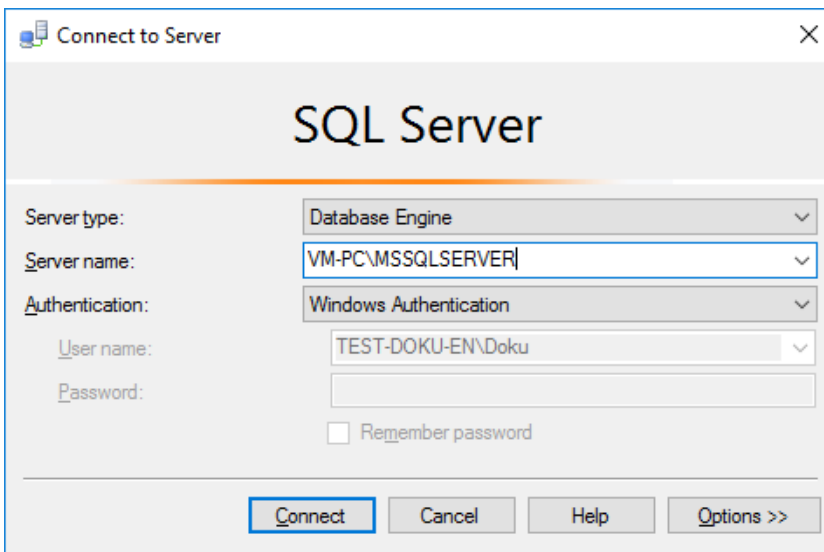 Connect to Server
SQL Server
Server type: Database Engine
Server name: VM-PC\MSSQLSERVER
Authentication: Windows Authentication
User name: TEST-DOKU-EN\Doku
Password:
Remember password
Connect Cancel Help Options >>